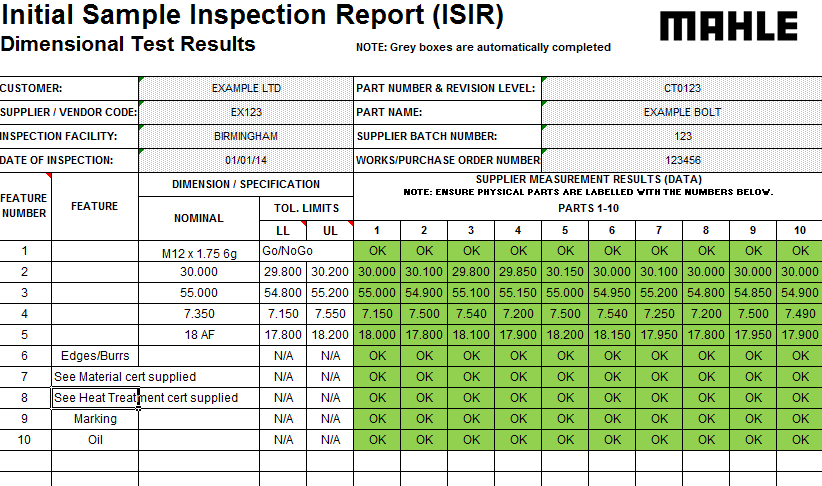 Initial Sample Inspection Report (ISIR)
MAHLE
Dimensional Test Results
NOTE: Grey boxes are automatically completed
CUSTOMER: EXAMPLE LTD PART NUMBER & REVISION LEVEL: CT0123
SUPPLIER / VENDOR CODE: EX123 PART NAME: EXAMPLE BOLT
INSPECTION FACILITY: BIRMINGHAM SUPPLIER BATCH NUMBER: 123
DATE OF INSPECTION: 01/01/14 WORKS/PURCHASE ORDER NUMBER 123456
FEATURE NUMBER FEATURE DIMENSION / SPECIFICATION SUPPLIER MEASUREMENT RESULTS (DATA)
NOTE: ENSURE PHYSICAL PARTS ARE LABELLED WITH THE NUMBERS BELOW.
NOMINAL TOL. LIMITS PARTS 1-10
LL UL 1 2 3 4 5 6 7 8 9 10
1 M12 x 1.75 6g Go/NoGo OK OK OK OK OK OK OK OK OK OK
2 30.000 29.800 30.200 30.000 30.100 29.800 29.850 30.150 30.000 30.100 30.000 30.000 30.000
3 55.000 54.800 55.200 55.000 54.900 55.100 55.150 55.000 54.950 55.200 54.800 54.850 54.900
4 7.350 7.150 7.550 7.150 7.500 7.540 7.200 7.500 7.540 7.250 7.200 7.500 7.490
5 18 AF 17.800 18.200 18.000 17.800 18.100 17.900 18.200 18.150 17.950 17.800 17.950 17.900
6 Edges/Burrs N/A N/A OK OK OK OK OK OK OK OK OK OK
7 See Material cert supplied N/A N/A OK OK OK OK OK OK OK OK OK OK
8 See Heat Treatment cert supplied N/A N/A OK OK OK OK OK OK OK OK OK OK
9 Marking N/A N/A OK OK OK OK OK OK OK OK OK OK
10 Oil N/A N/A OK OK OK OK OK OK OK OK OK OK